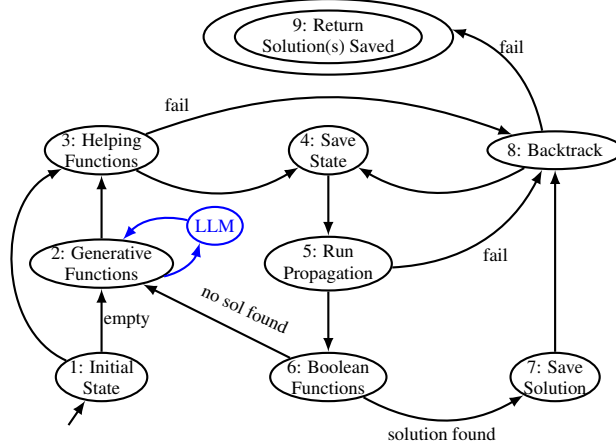 9: Return
Solution(s) Saved
fail
fail
3: Helping
Functions
4: Save
State
8: Backtrack
LLM
2: Generative
Functions
5: Run
Propagation
fail
no sol found
empty
1: Initial
State
6: Boolean
Functions
7: Save
Solution
solution found